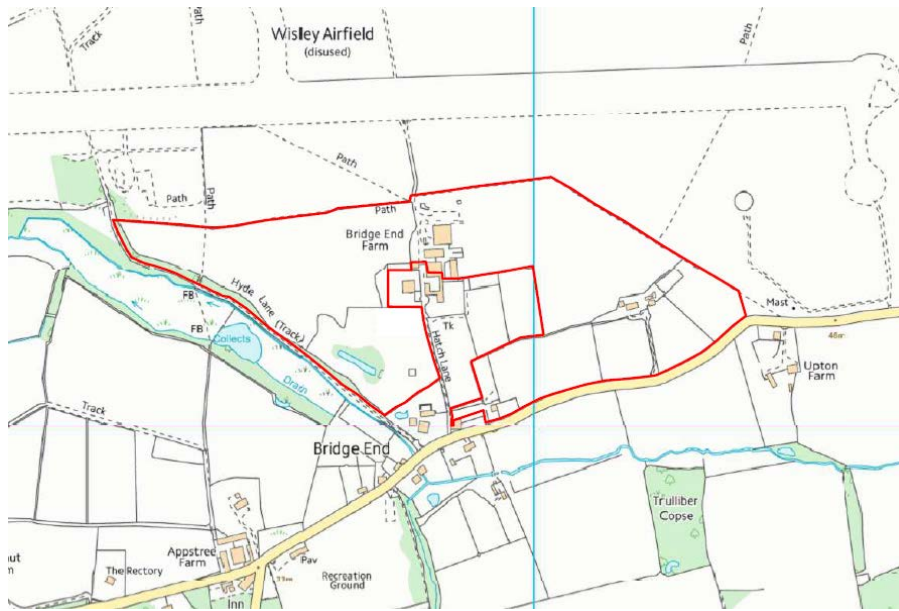 Track
Path
Wisley Airfield
(disused)
Path
Path
Path
Path
Path
Bridge End
Farm
Hyde Lane (Track)
FB
FB
Collects
Drain
Tk
Hatch Lane
Mast
Upton
Farm
Track
Bridge End
Trulliber
Copse
Appstree
Farm
Pav
The Rectory
Recreation
Ground
Inn